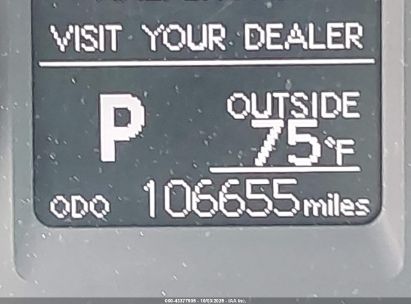 VISIT YOUR DEALER
P
OUTSIDE
75°F
ODO 106655 miles